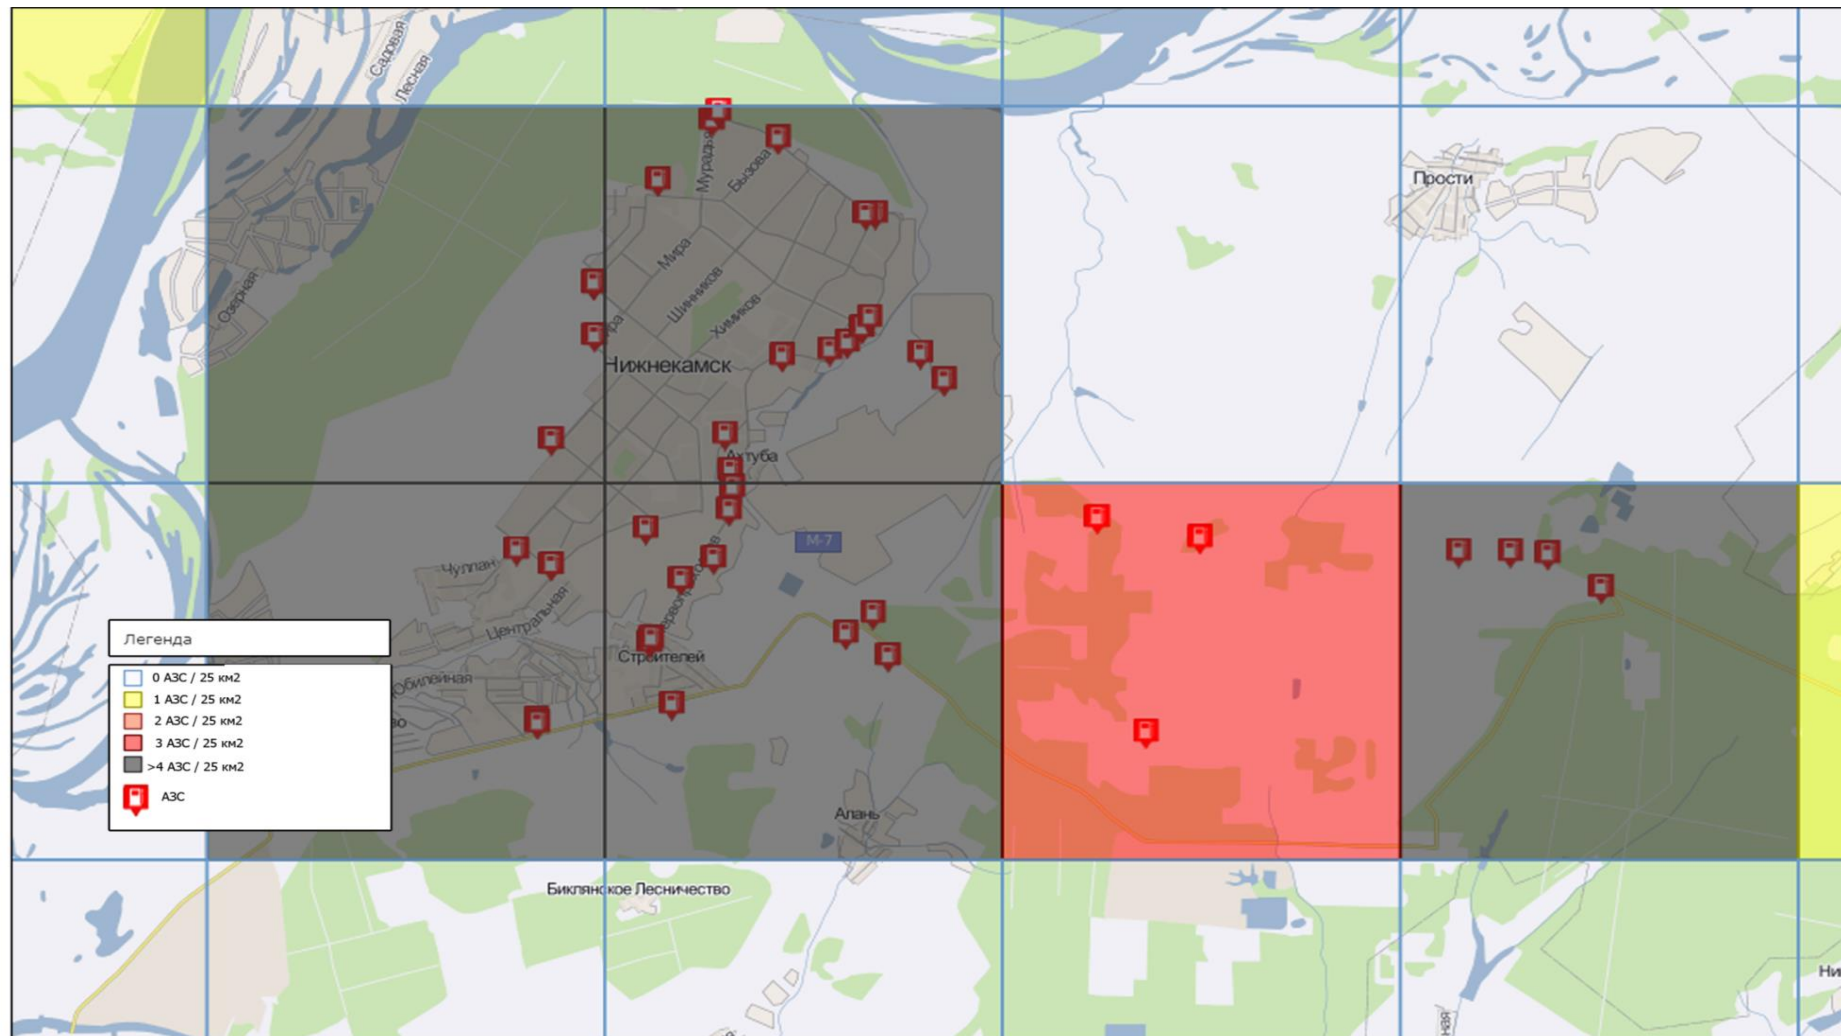 Садовая
Лесная
Мурадья
Бызова
Прости
Мира
Озерная
Шинников
Химиков
Нижнекамск
Ахтуба
М-7
Чулпан
Центральная
Строителей
Юбилейная
Легенда
0 АЗС / 25 км2
1 АЗС / 25 км2
2 АЗС / 25 км2
3 АЗС / 25 км2
>4 АЗС / 25 км2
АЗС
Алань
Биклянское Лесничество